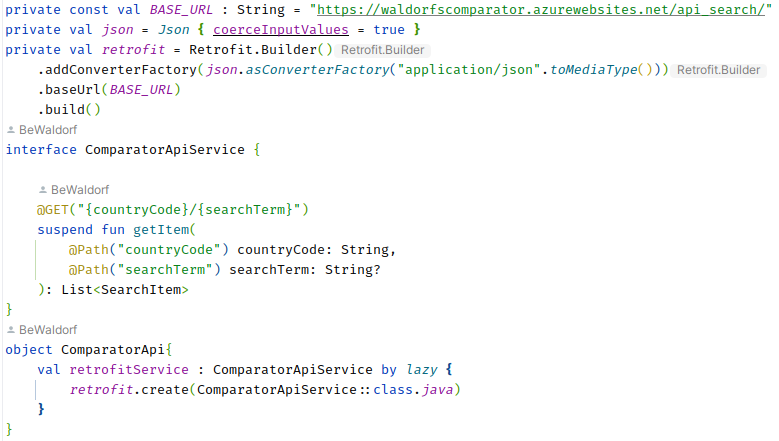 private const val BASE_URL : String = "https://waldorfscomparator.azurewebsites.net/api_search/"
private val json = Json { coerceInputValues = true }
private val retrofit = Retrofit.Builder() Retrofit.Builder
    .addConverterFactory(json.asConverterFactory("application/json".toMediaType())) Retrofit.Builder
    .baseUrl(BASE_URL)
    .build()
BeWaldorf
interface ComparatorApiService {
    BeWaldorf
    @GET("{countryCode}/{searchTerm}")
    suspend fun getItem(
        @Path("countryCode") countryCode: String,
        @Path("searchTerm") searchTerm: String?
    ): List<SearchItem>
}
BeWaldorf
object ComparatorApi{
    val retrofitService : ComparatorApiService by lazy {
        retrofit.create(ComparatorApiService::class.java)
    }
}